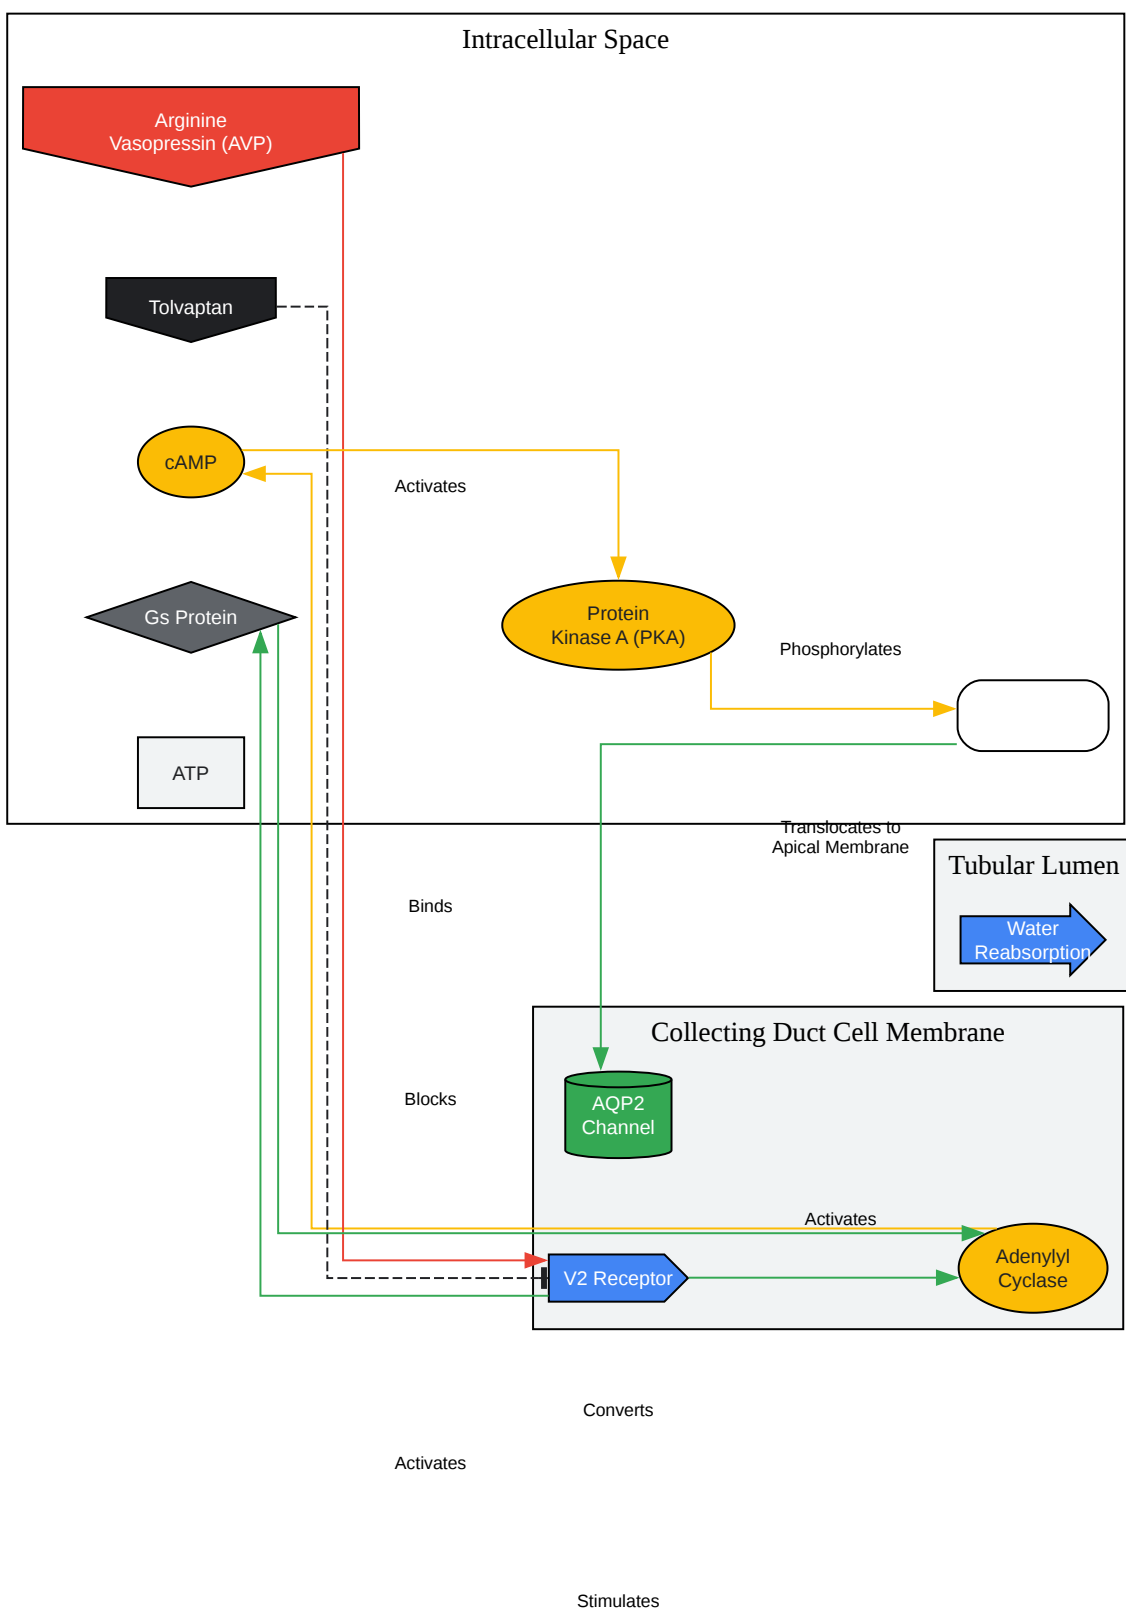 Intracellular Space
Arginine
Vasopressin (AVP)
Tolvaptan
cAMP
Activates
Gs Protein
Protein
Kinase A (PKA)
Phosphorylates
ATP
Translocates to
Apical Membrane
Tubular Lumen
Binds
Water
Reabsorption
Collecting Duct Cell Membrane
Blocks
AQP2
Channel
Activates
Adenylyl
Cyclase
V2 Receptor
Converts
Activates
Stimulates